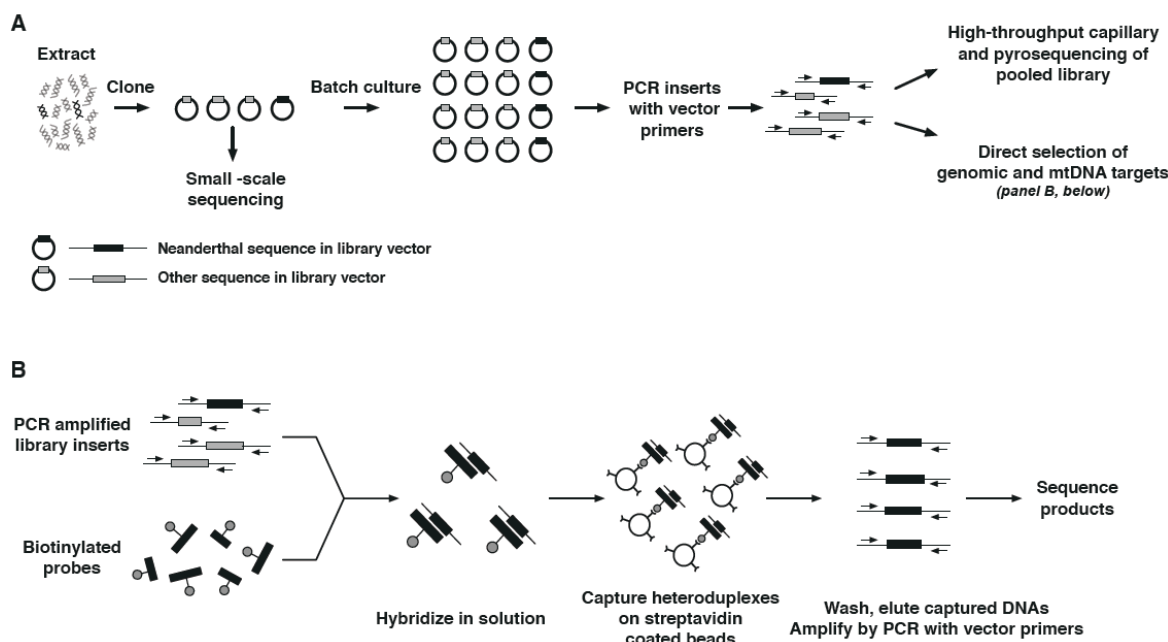 A
Extract
Clone
Batch culture
Small -scale
sequencing
PCR inserts
with vector
primers
High-throughput capillary
and pyrosequencing of
pooled library
Direct selection of
genomic and mtDNA targets
(panel B, below)
Neanderthal sequence in library vector
Other sequence in library vector
B
PCR amplified
library inserts
Biotinylated
probes
Hybridize in solution
Capture heteroduplexes
on streptavidin
coated beads
Wash, elute captured DNAs
Amplify by PCR with vector primers
Sequence
products